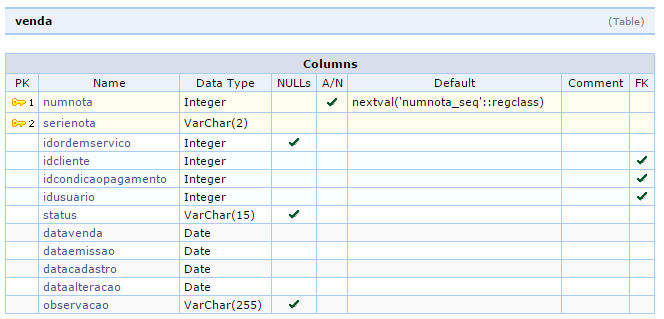 venda (Table)
Columns
PK Name Data Type NULLs A/N Default Comment FK
1 numnota Integer nextval('numnota_seq'::regclass)
2 serienota VarChar(2)
idordemservico Integer
idcliente Integer
idcondicaopagamento Integer
idusuario Integer
status VarChar(15)
datavenda Date
dataemissao Date
datacadastro Date
dataalteracao Date
observacao VarChar(255)